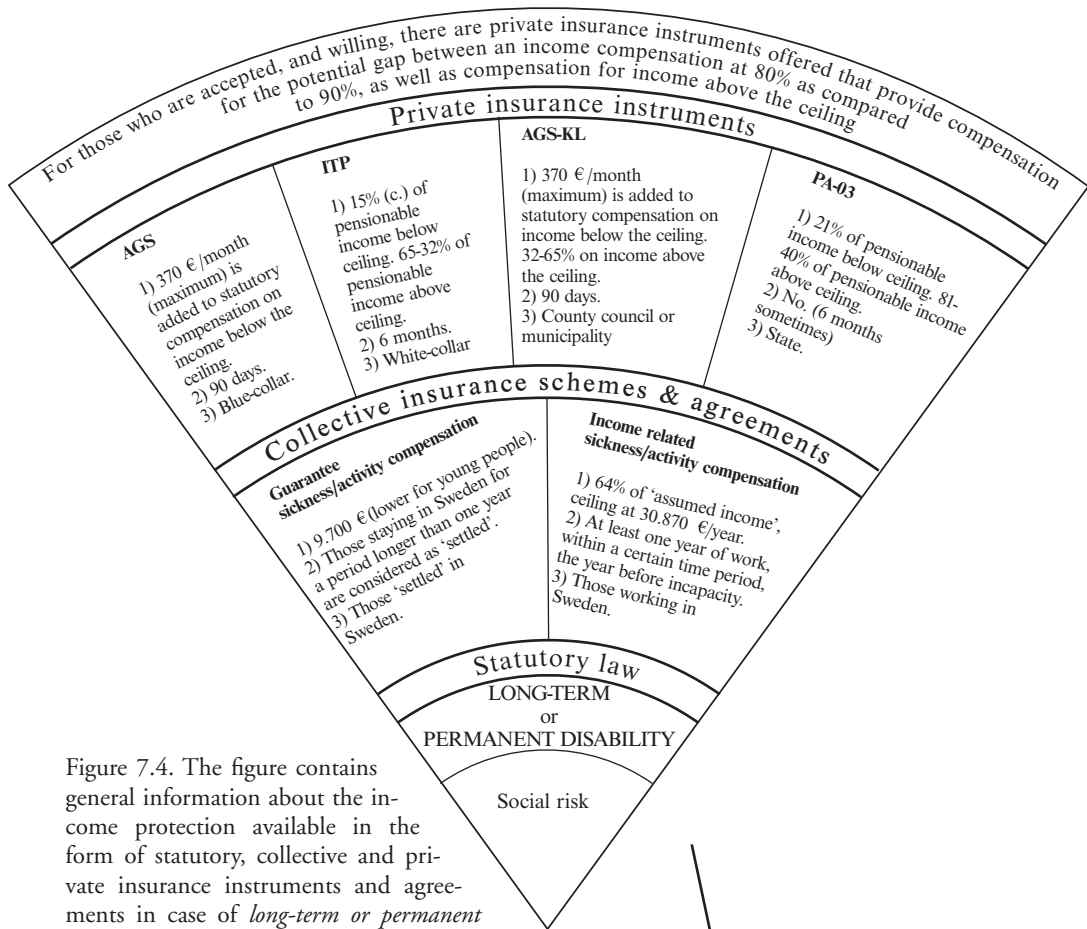 For those who are accepted, and willing, there are private insurance instruments offered that provide compensation
for the potential gap between an income compensation at 80% as compared
to 90%, as well as compensation for income above the ceiling
Private insurance instruments
AGS
1) 370 €/month
(maximum) is
added to statutory
compensation on
income below the
ceiling.
2) 90 days.
3) Blue-collar.
ITP
1) 15% (c.) of
pensionable
income below
ceiling. 65-32% of
pensionable
income above
ceiling.
2) 6 months.
3) White-collar
AGS-KL
1) 370 €/month
(maximum) is added to
statutory compensation on
income below the ceiling.
32-65% on income above
the ceiling.
2) 90 days.
3) County council or
municipality
PA-03
1) 21% of pensionable
income below ceiling. 81-
40% of pensionable income
above ceiling.
2) No. (6 months
sometimes)
3) State.
Collective insurance schemes & agreements
Guarantee
sickness/activity compensation
1) 9.700 € (lower for young people).
2) Those staying in Sweden for
a period longer than one year
are considered as ‘settled’.
3) Those ‘settled’ in
Sweden.
Income related
sickness/activity compensation
1) 64% of ‘assumed income’,
ceiling at 30.870 €/year.
2) At least one year of work,
within a certain time period,
the year before incapacity.
3) Those working in
Sweden.
Statutory law
LONG-TERM
or
PERMANENT DISABILITY
Social risk
Figure 7.4. The figure contains
general information about the in-
come protection available in the
form of statutory, collective and pri-
vate insurance instruments and agree-
ments in case of long-term or permanent